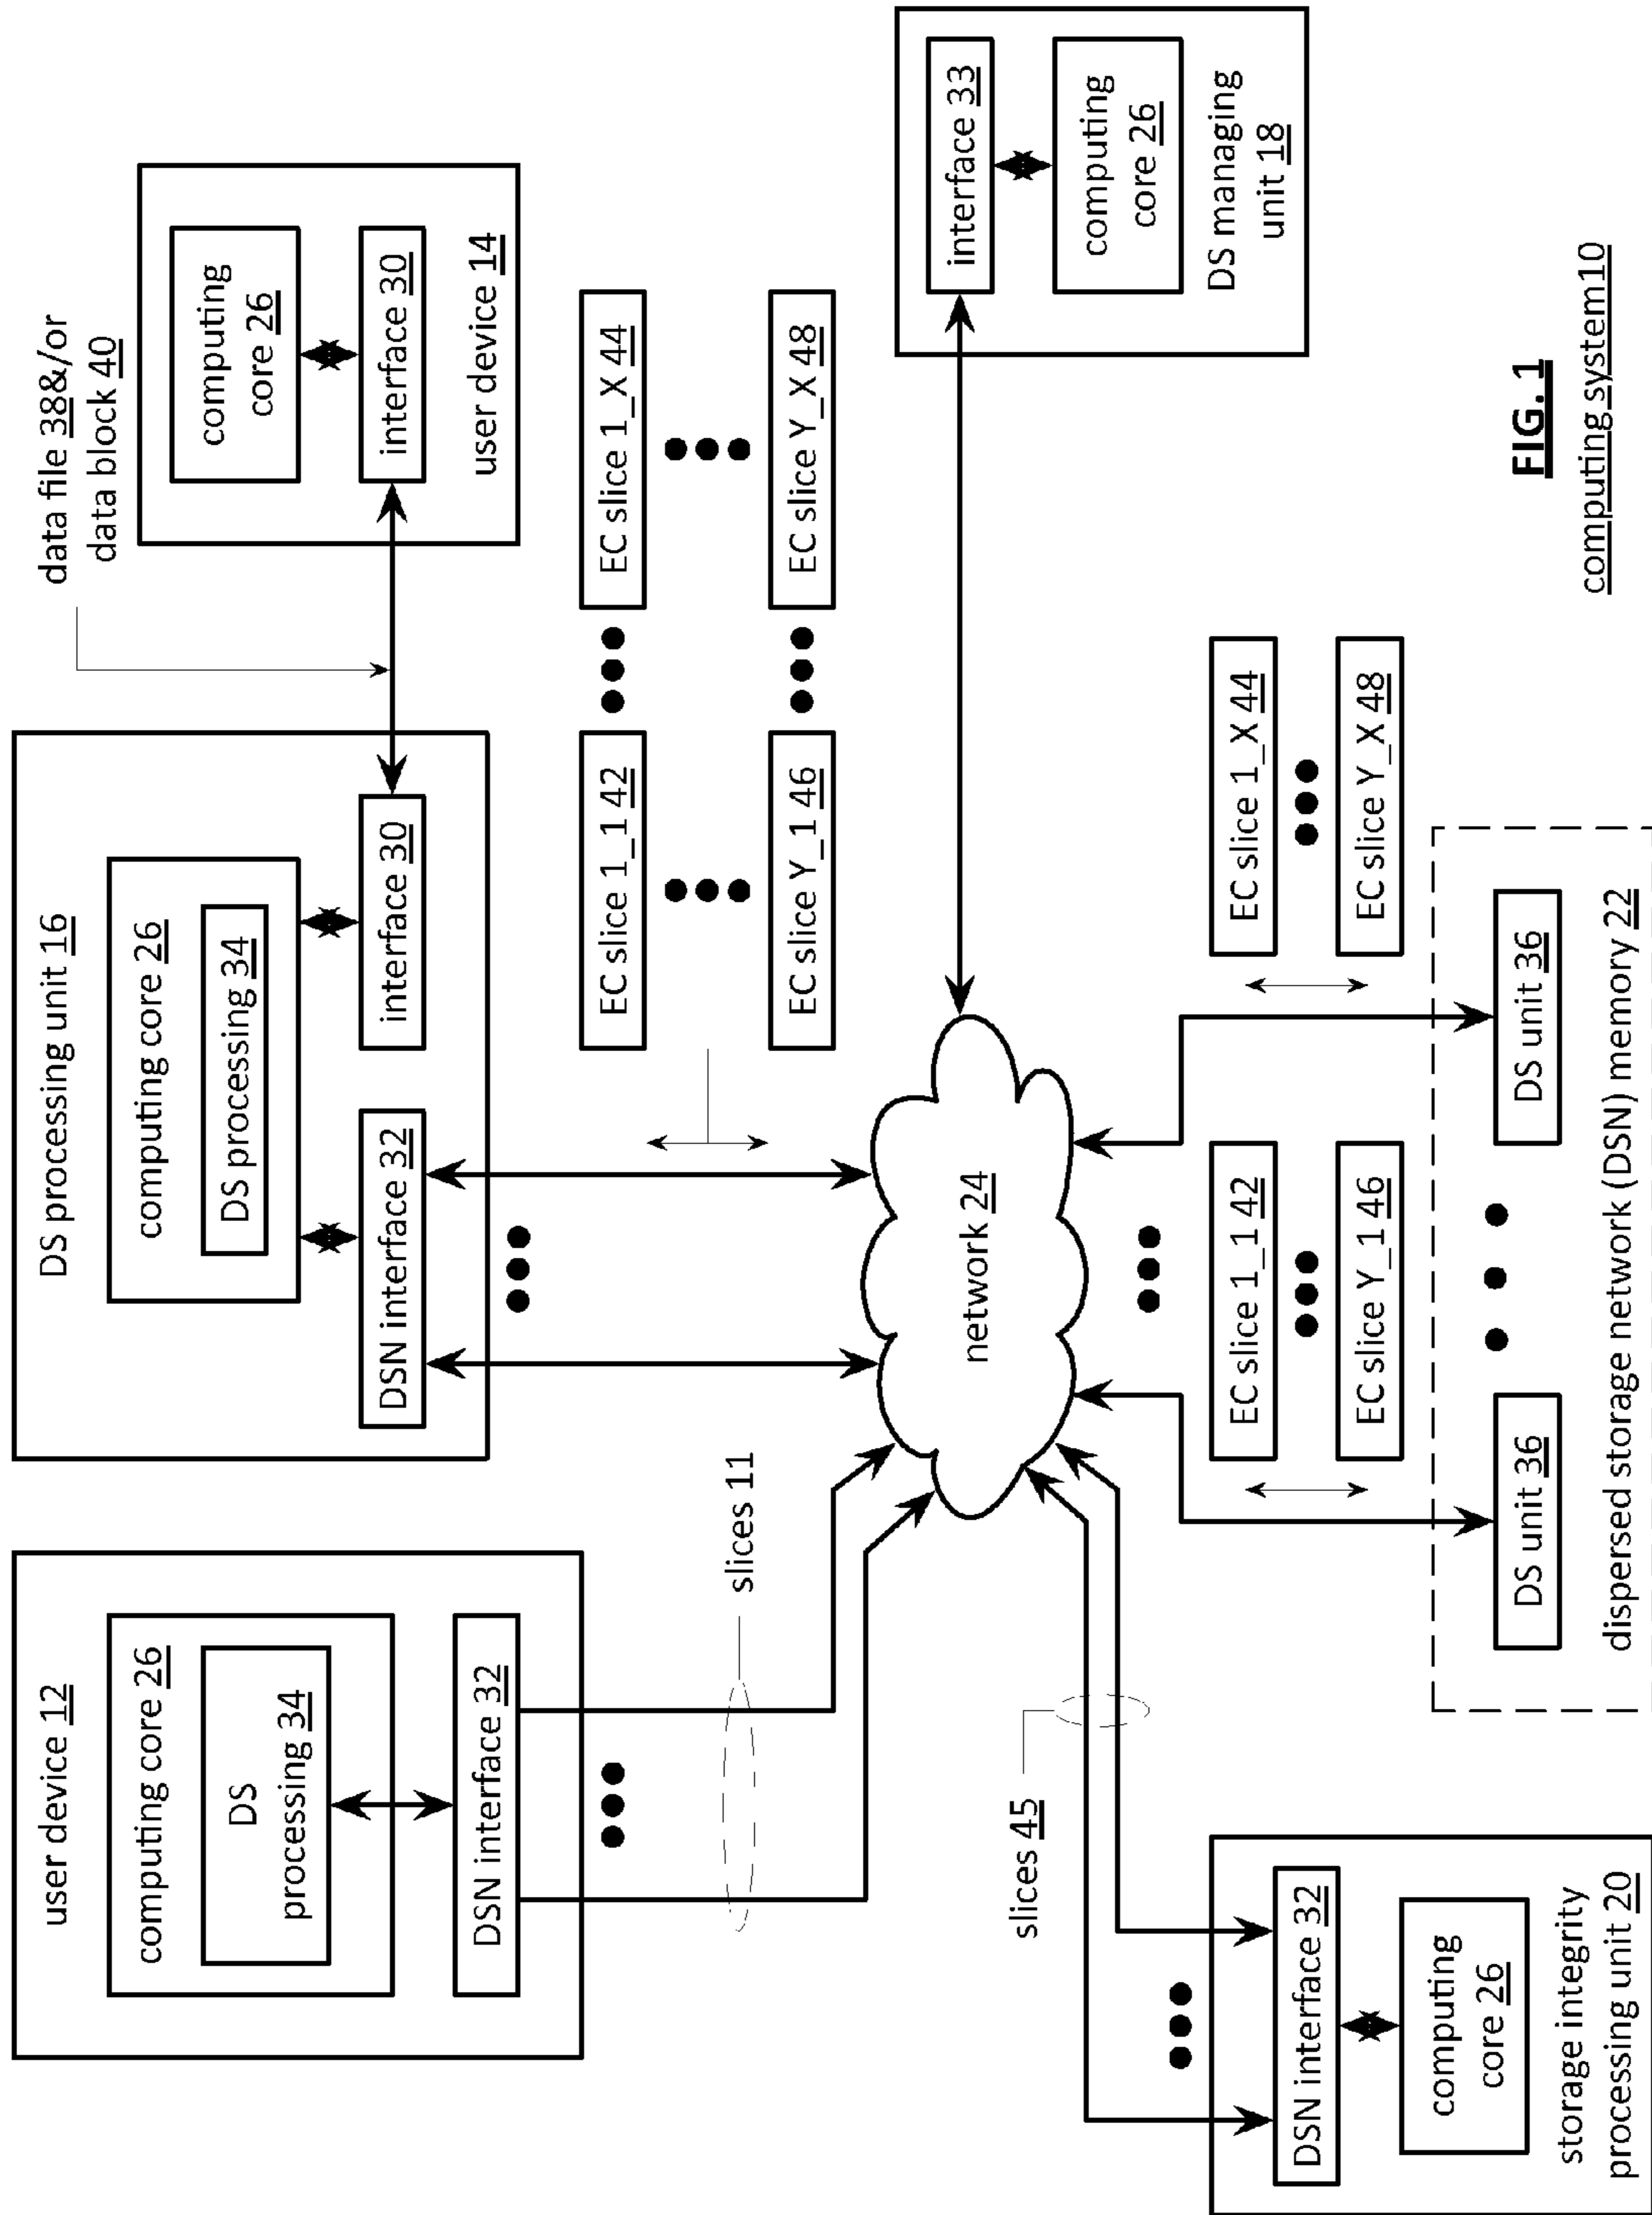 user device 12
computing core 26
DS
processing 34
DSN interface 32
slices 11
DS processing unit 16
computing core 26
DS processing 34
DSN interface 32
interface 30
data file 38&/or
data block 40
computing
core 26
interface 30
user device 14
EC slice 1_1 42
EC slice 1_X 44
EC slice Y_1 46
EC slice Y_X 48
network 24
slices 45
DSN interface 32
computing
core 26
storage integrity
processing unit 20
EC slice 1_1 42
EC slice Y_1 46
EC slice 1_X 44
EC slice Y_X 48
DS unit 36
DS unit 36
dispersed storage network (DSN) memory 22
interface 33
computing
core 26
DS managing
unit 18
FIG. 1
computing system10